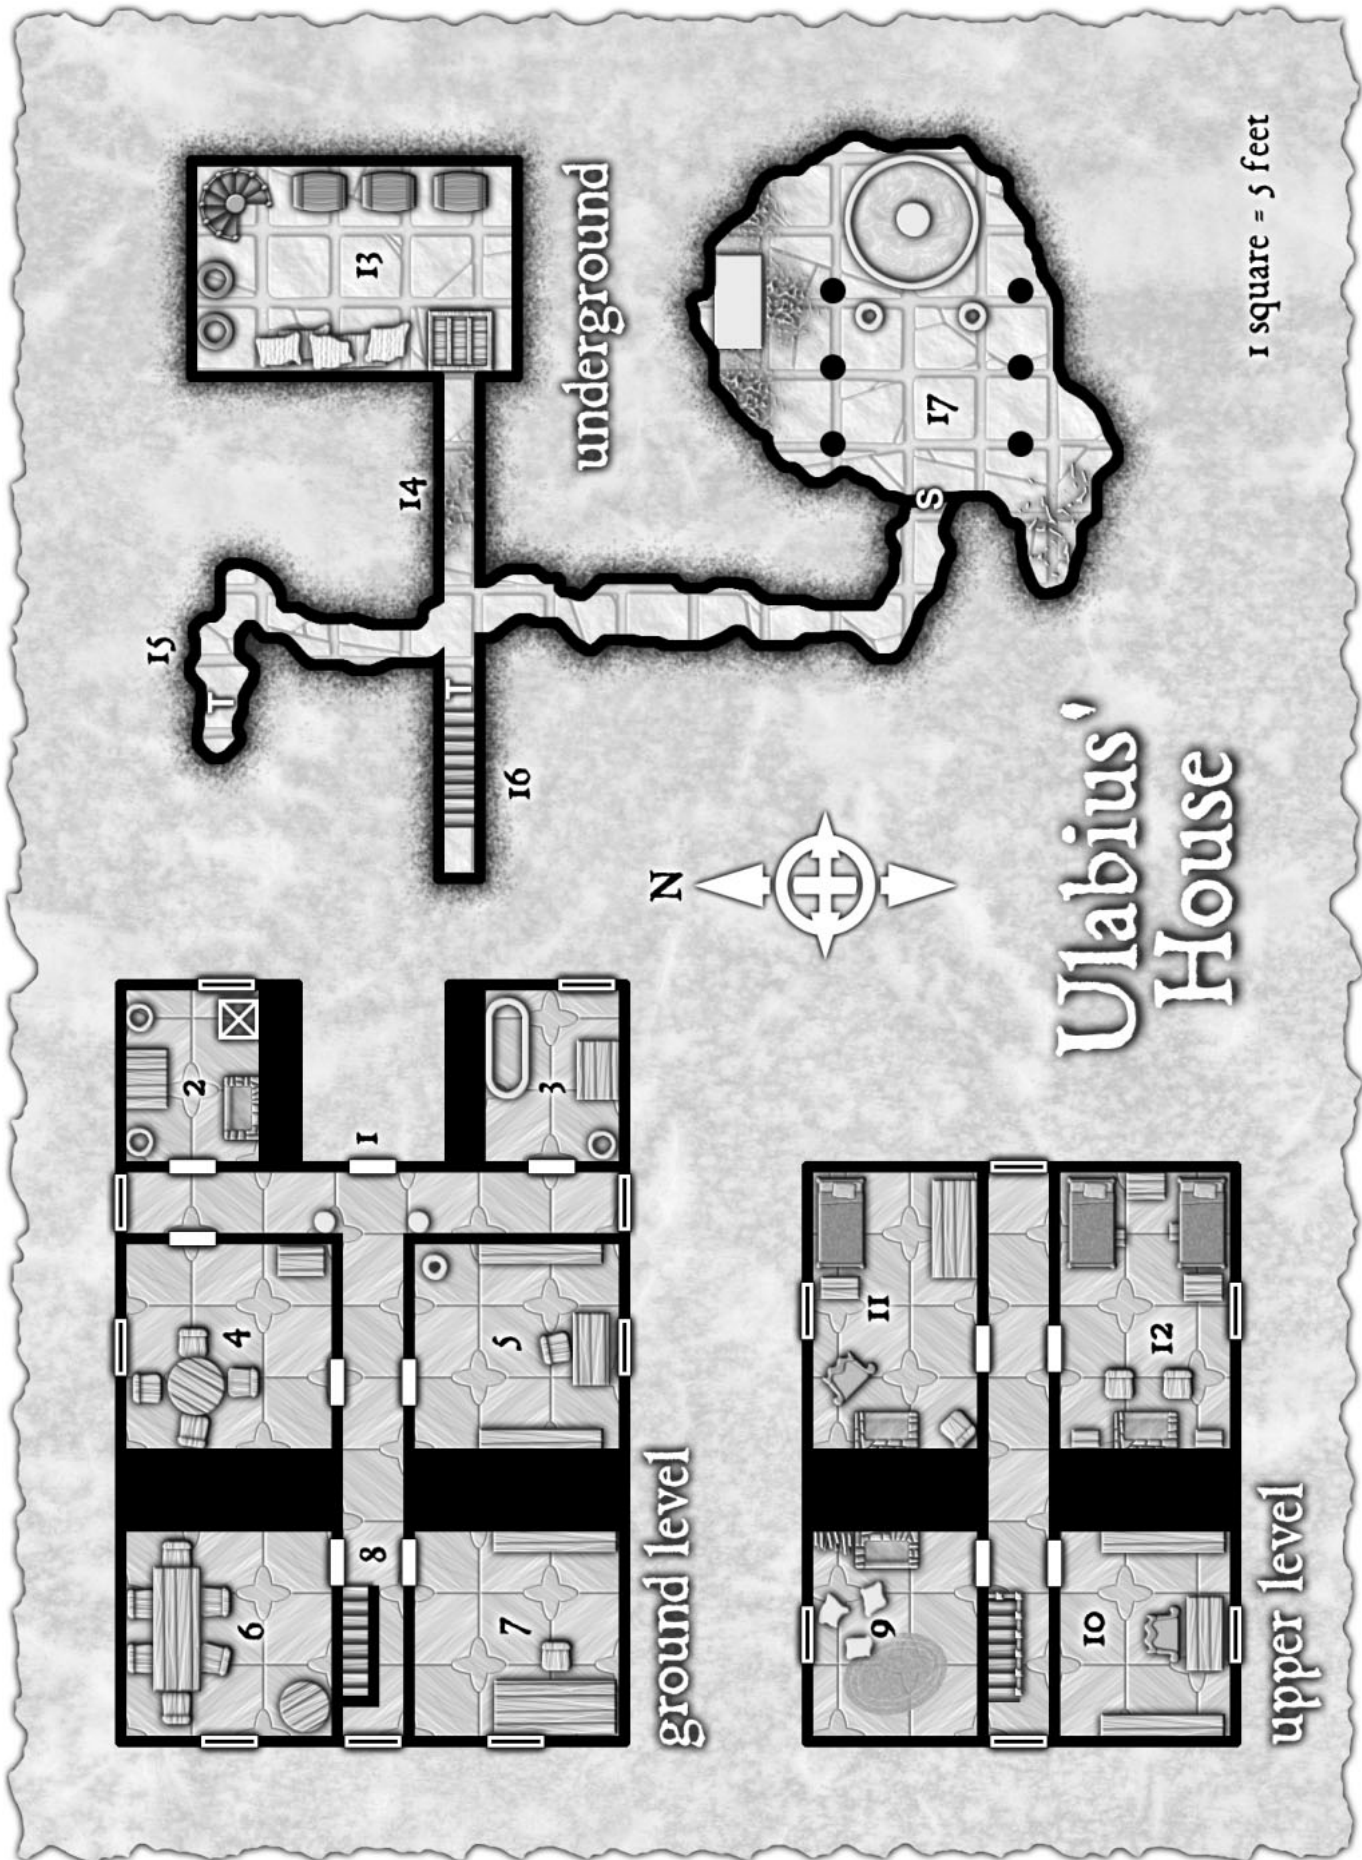 2
1
3
4
5
6
8
7
ground level
9
11
10
12
upper level
N
13
14
15
T
T
16
underground
17
S
Ulabius'
House
1 square = 5 feet